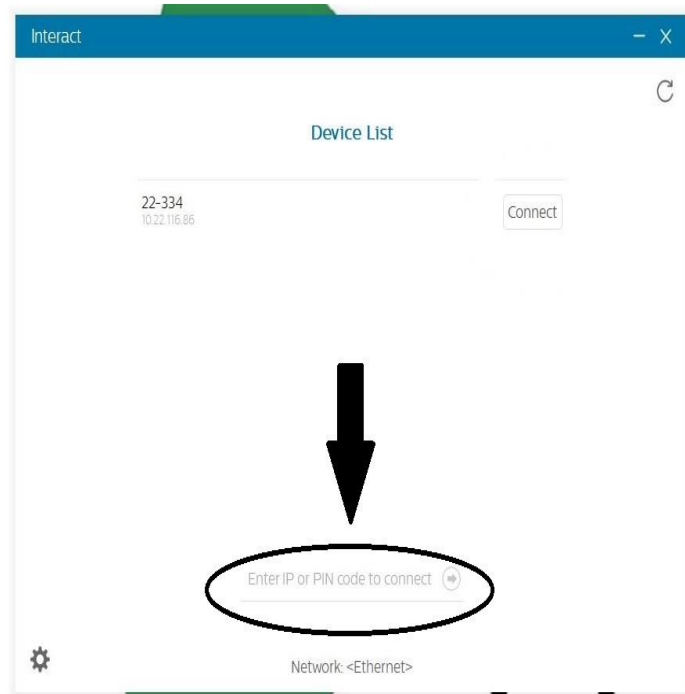 Interact
Device List
22-334
10.22.116.86
Connect
Enter IP or PIN code to connect
Network: <Ethernet>